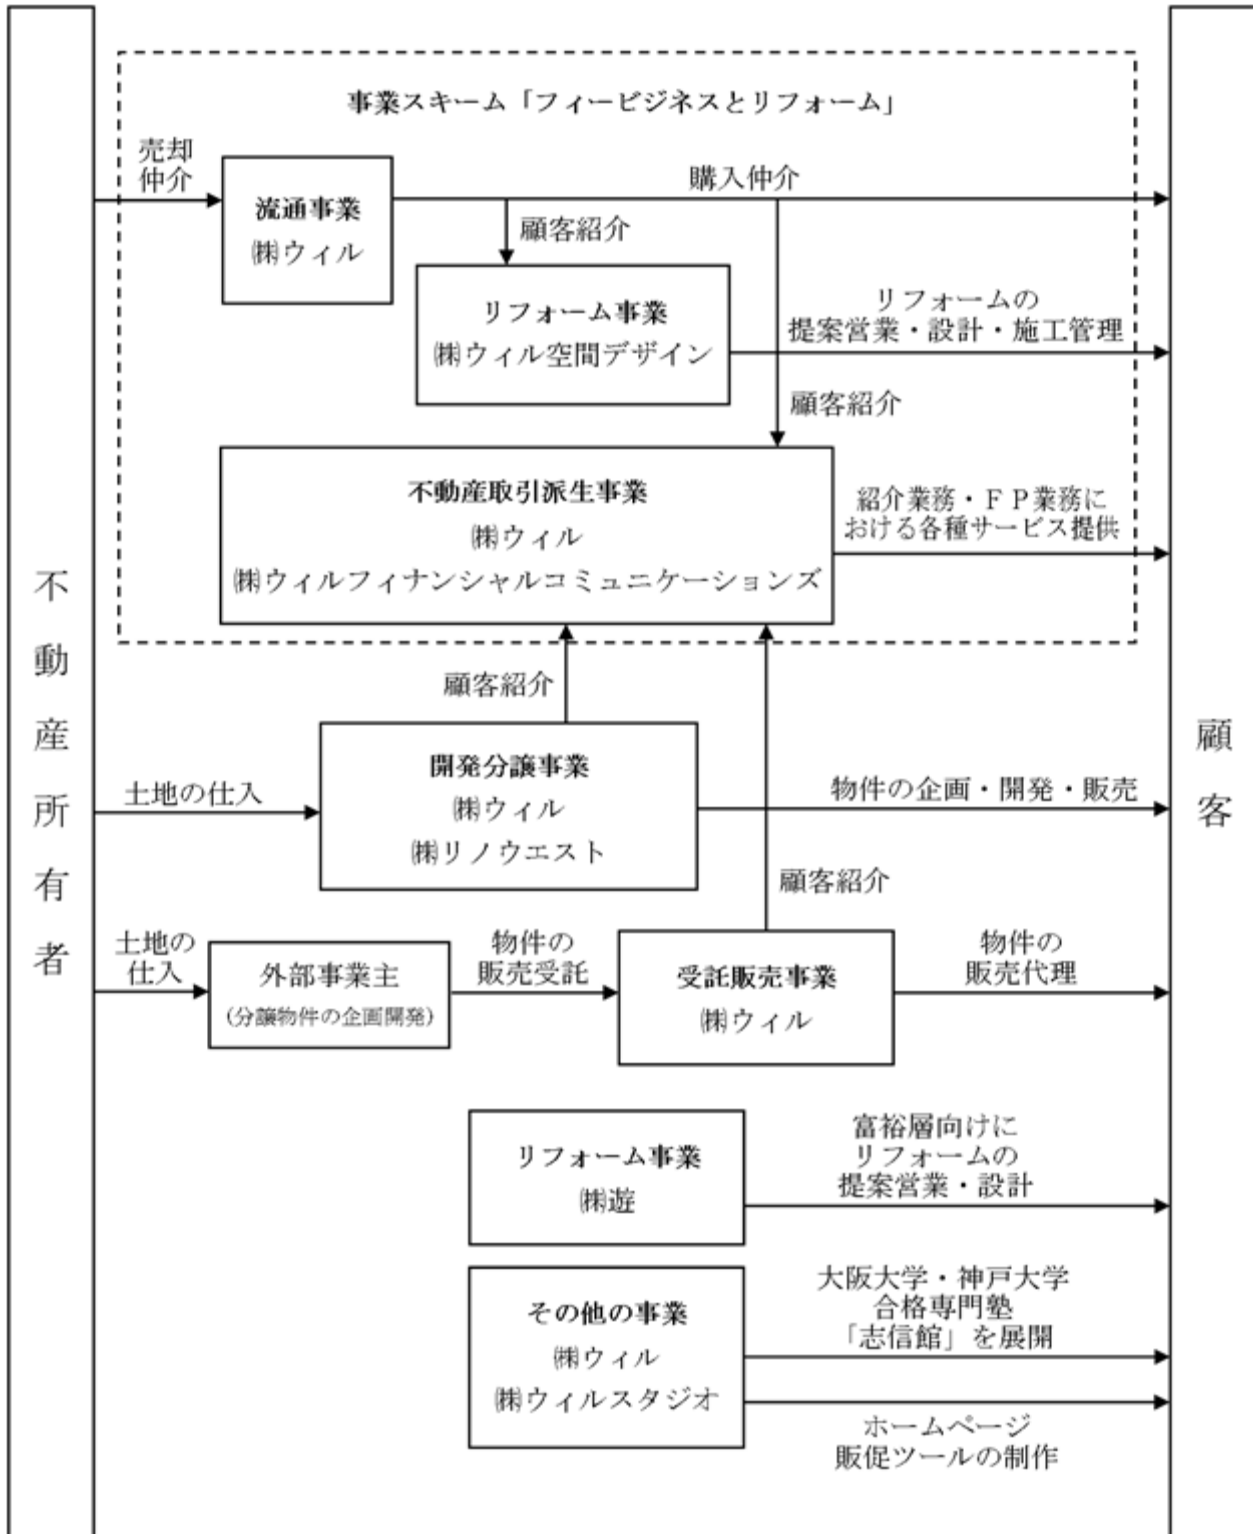 事業スキーム「フィービジネスとリフォーム」
売却
仲介
流通事業
㈱ウィル
購入仲介
顧客紹介
リフォーム事業
㈱ウィル空間デザイン
リフォームの
提案営業・設計・施工管理
顧客紹介
不動産取引派生事業
㈱ウィル
㈱ウィルフィナンシャルコミュニケーションズ
紹介業務・ＦＰ業務に
おける各種サービス提供
不動産所有者
顧客
顧客紹介
開発分譲事業
㈱ウィル
㈱リノウエスト
土地の仕入
物件の企画・開発・販売
顧客紹介
土地の
仕入
外部事業主
(分譲物件の企画開発)
物件の
販売受託
受託販売事業
㈱ウィル
物件の
販売代理
リフォーム事業
㈱遊
富裕層向けに
リフォームの
提案営業・設計
その他の事業
㈱ウィル
㈱ウィルスタジオ
大阪大学・神戸大学
合格専門塾
「志信館」を展開
ホームページ
販促ツールの制作